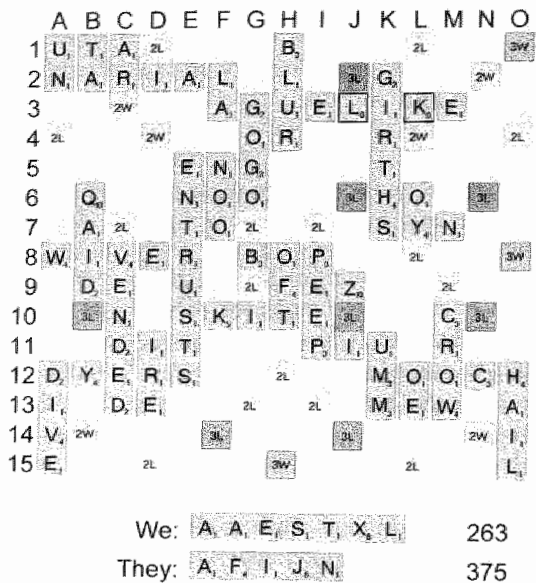 A B C D E F G H I J K L M N O
1 U T A 2L B 2L 3W
2 N A R I A L L 3L G 2W
3 2W A G U E L I K E
4 2L 2W O R R 2W 2L
5 E N G T
6 Q N O O 3L H O 3L
7 A 2L T O 2L 2L S Y N
8 W I V E R B O P 2L 3W
9 D E U 2L F E Z 2L
10 3L N S K I T E 3L C 3L
11 D I T P I U R
12 D Y E R S 2L M O O C H
13 I D E 2L 2L M E W A
14 V 2W 3L 3L 2W I
15 E 2L 3W 2L L
We: A A E S T X L 263
They: A F I J N 375